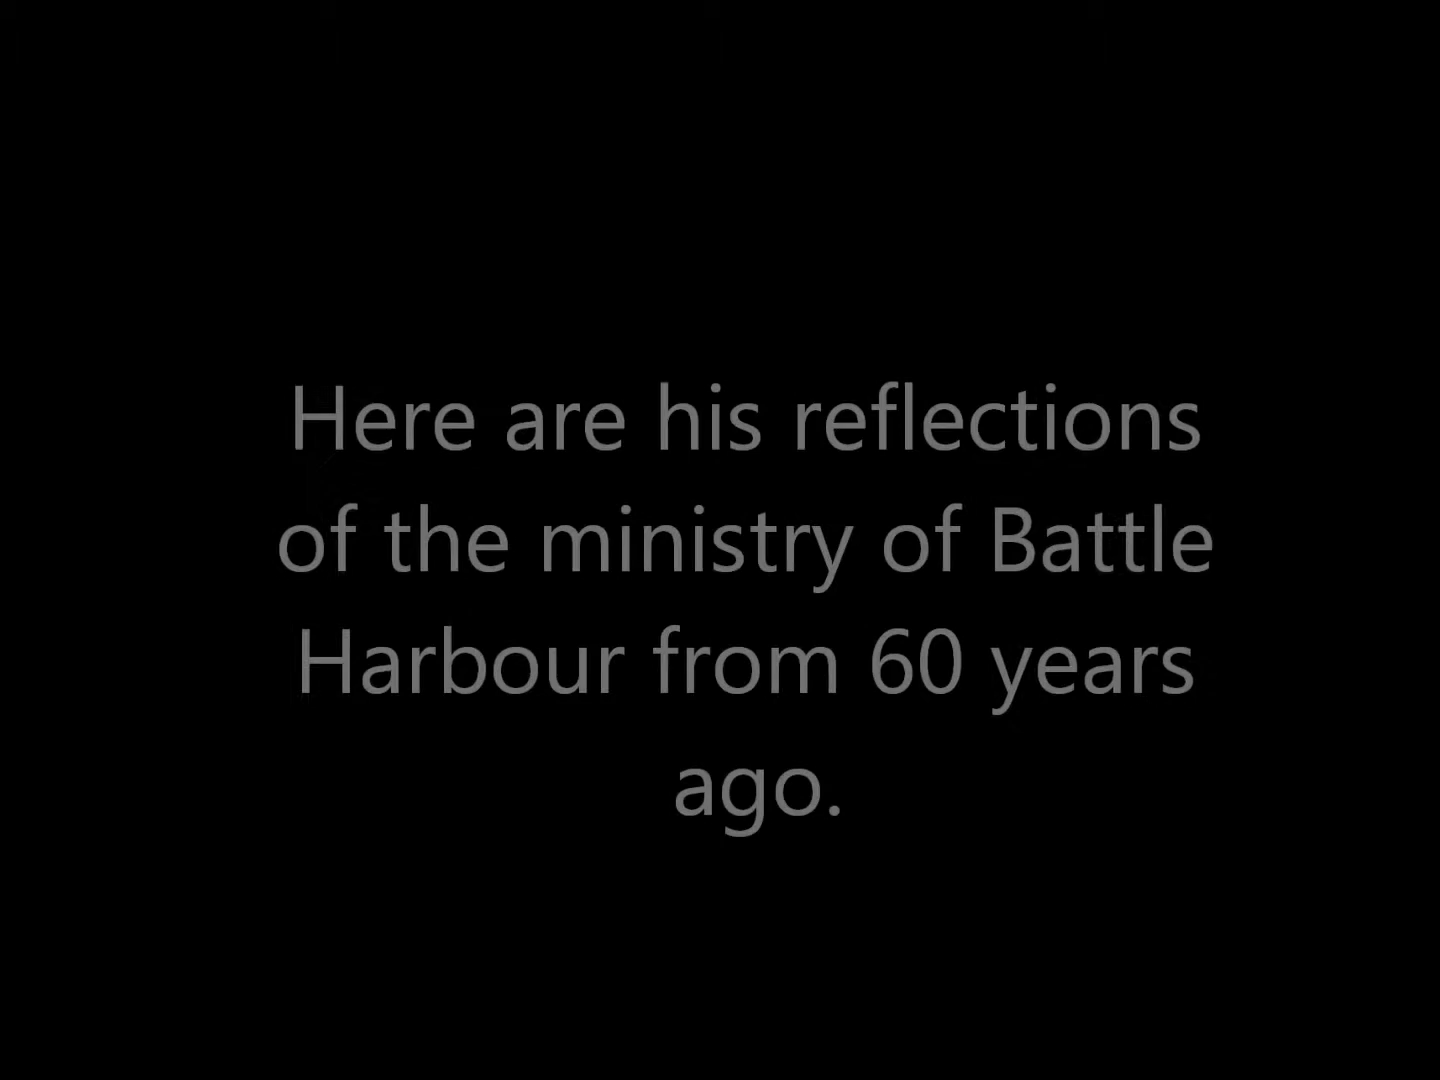 Here are his reflections
of the ministry of Battle
Harbour from 60 years
ago.